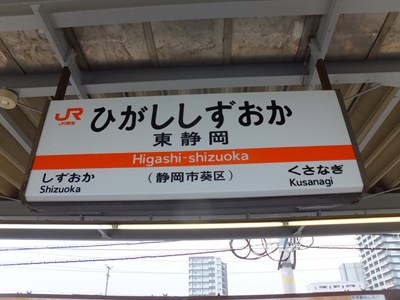 JR
JR東海
ひがししずおか
東静岡
Higashi-shizuoka
しずおか
Shizuoka
(静岡市葵区)
くさなぎ
Kusanagi